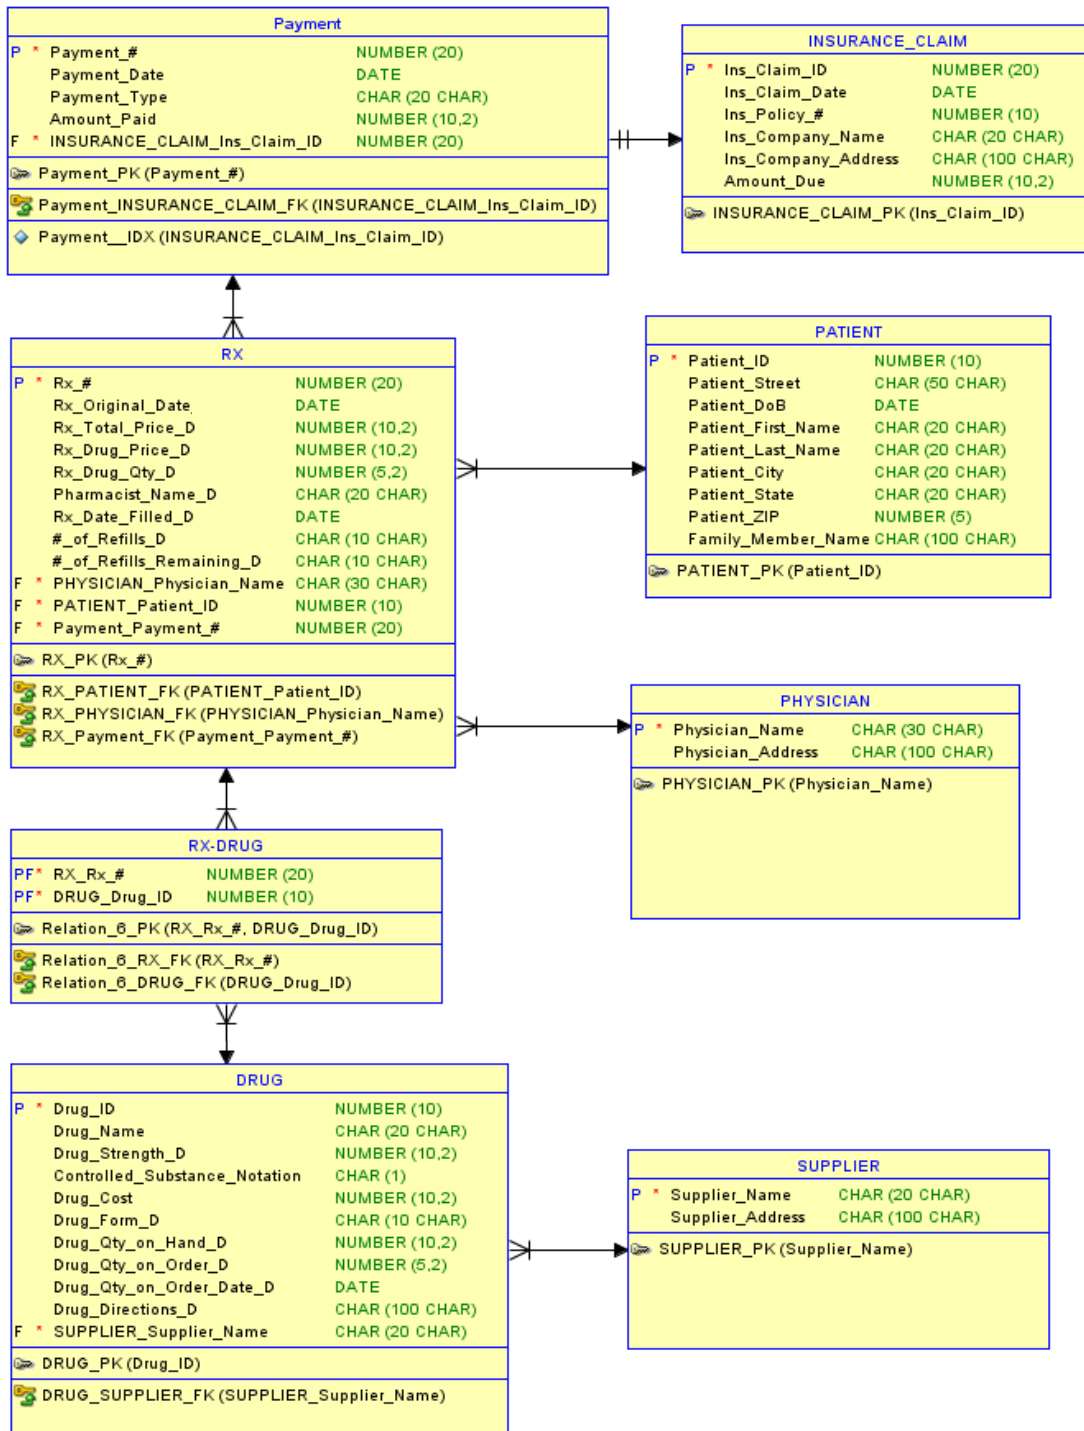 Payment
P * Payment_# NUMBER (20)
Payment_Date DATE
Payment_Type CHAR (20 CHAR)
Amount_Paid NUMBER (10,2)
F * INSURANCE_CLAIM_Ins_Claim_ID NUMBER (20)
Payment_PK (Payment_#)
Payment_INSURANCE_CLAIM_FK (INSURANCE_CLAIM_Ins_Claim_ID)
Payment__IDX (INSURANCE_CLAIM_Ins_Claim_ID)
INSURANCE_CLAIM
P * Ins_Claim_ID NUMBER (20)
Ins_Claim_Date DATE
Ins_Policy_# NUMBER (10)
Ins_Company_Name CHAR (20 CHAR)
Ins_Company_Address CHAR (100 CHAR)
Amount_Due NUMBER (10,2)
INSURANCE_CLAIM_PK (Ins_Claim_ID)
RX
P * Rx_# NUMBER (20)
Rx_Original_Date DATE
Rx_Total_Price_D NUMBER (10,2)
Rx_Drug_Price_D NUMBER (10,2)
Rx_Drug_Qty_D NUMBER (5,2)
Pharmacist_Name_D CHAR (20 CHAR)
Rx_Date_Filled_D DATE
#_of_Refills_D CHAR (10 CHAR)
#_of_Refills_Remaining_D CHAR (10 CHAR)
F * PHYSICIAN_Physician_Name CHAR (30 CHAR)
F * PATIENT_Patient_ID NUMBER (10)
F * Payment_Payment_# NUMBER (20)
RX_PK (Rx_#)
RX_PATIENT_FK (PATIENT_Patient_ID)
RX_PHYSICIAN_FK (PHYSICIAN_Physician_Name)
RX_Payment_FK (Payment_Payment_#)
PATIENT
P * Patient_ID NUMBER (10)
Patient_Street CHAR (50 CHAR)
Patient_DoB DATE
Patient_First_Name CHAR (20 CHAR)
Patient_Last_Name CHAR (20 CHAR)
Patient_City CHAR (20 CHAR)
Patient_State CHAR (20 CHAR)
Patient_ZIP NUMBER (5)
Family_Member_Name CHAR (100 CHAR)
PATIENT_PK (Patient_ID)
PHYSICIAN
P * Physician_Name CHAR (30 CHAR)
Physician_Address CHAR (100 CHAR)
PHYSICIAN_PK (Physician_Name)
RX-DRUG
PF* RX_Rx_# NUMBER (20)
PF* DRUG_Drug_ID NUMBER (10)
Relation_6_PK (RX_Rx_#, DRUG_Drug_ID)
Relation_6_RX_FK (RX_Rx_#)
Relation_6_DRUG_FK (DRUG_Drug_ID)
DRUG
P * Drug_ID NUMBER (10)
Drug_Name CHAR (20 CHAR)
Drug_Strength_D NUMBER (10,2)
Controlled_Substance_Notation CHAR (1)
Drug_Cost NUMBER (10,2)
Drug_Form_D CHAR (10 CHAR)
Drug_Qty_on_Hand_D NUMBER (10,2)
Drug_Qty_on_Order_D NUMBER (5,2)
Drug_Qty_on_Order_Date_D DATE
Drug_Directions_D CHAR (100 CHAR)
F * SUPPLIER_Supplier_Name CHAR (20 CHAR)
DRUG_PK (Drug_ID)
DRUG_SUPPLIER_FK (SUPPLIER_Supplier_Name)
SUPPLIER
P * Supplier_Name CHAR (20 CHAR)
Supplier_Address CHAR (100 CHAR)
SUPPLIER_PK (Supplier_Name)